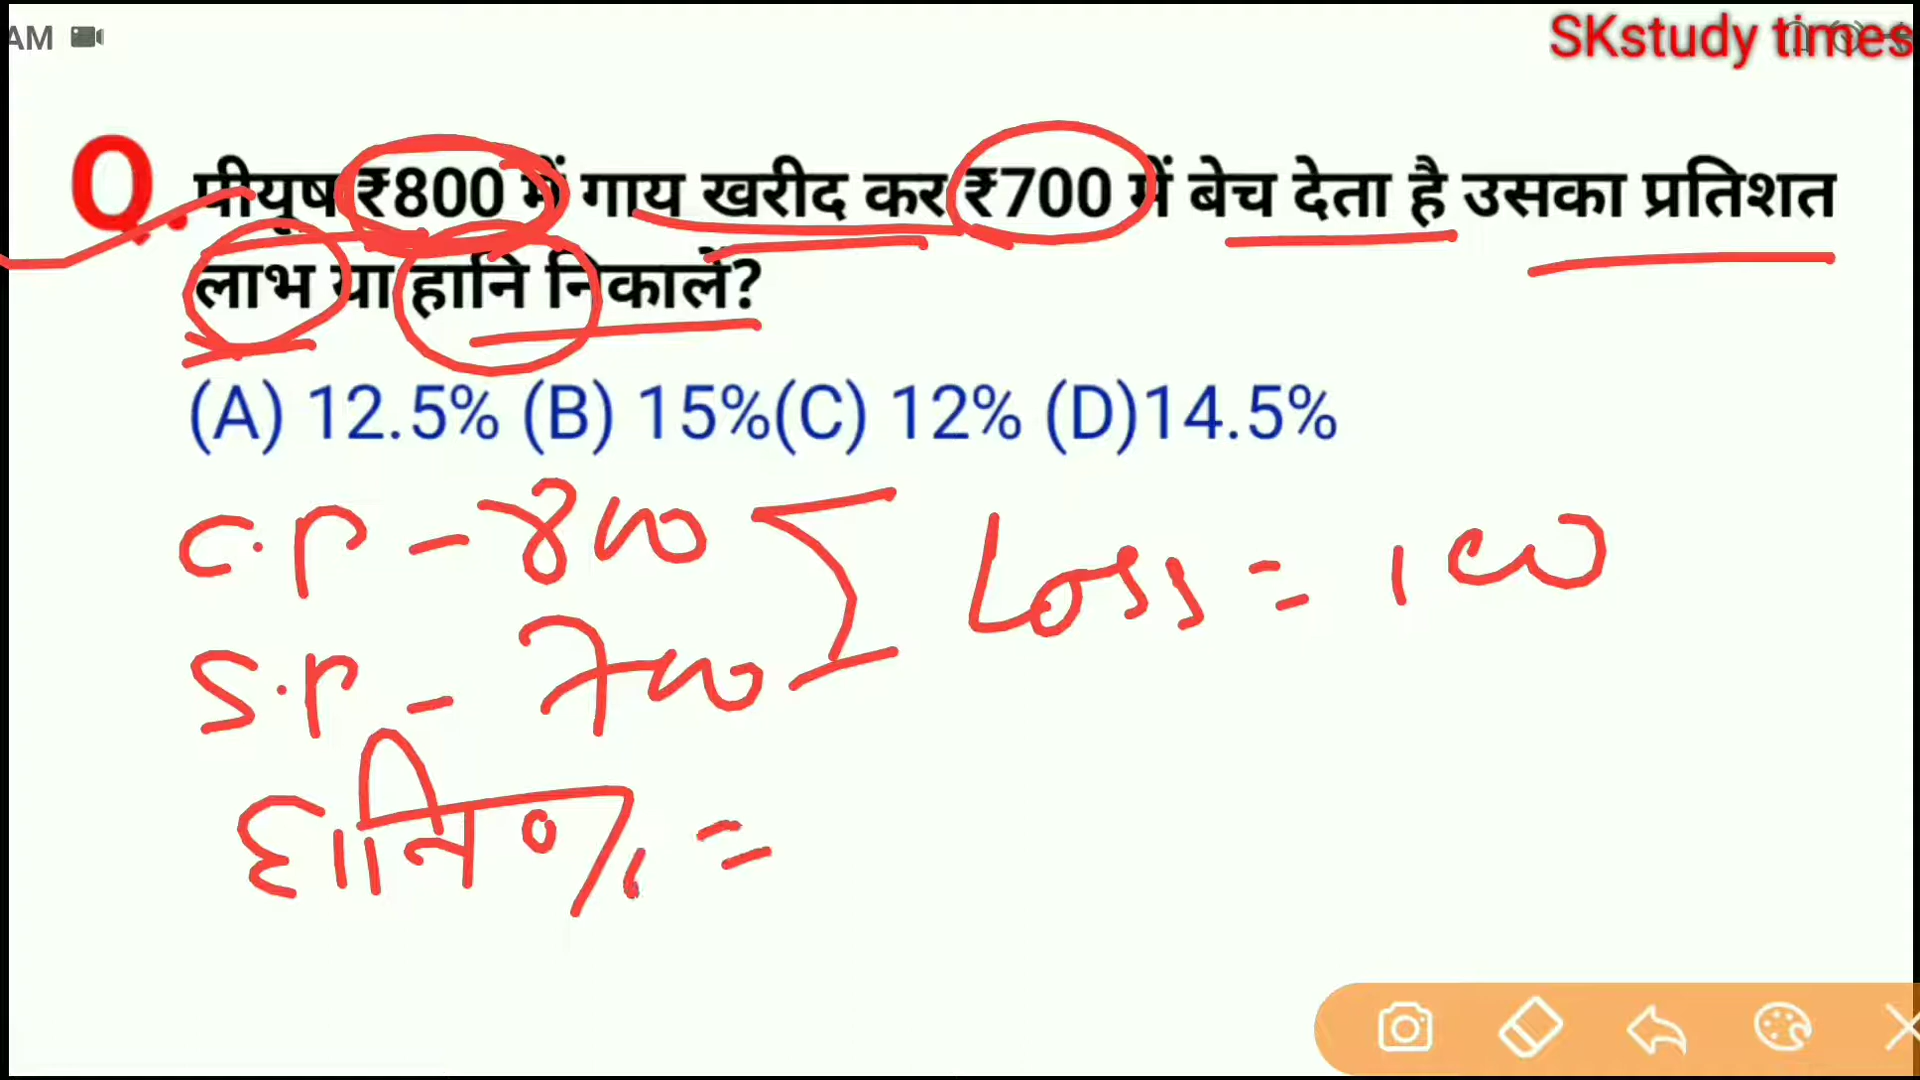 AM
SKstudy times
Q. पीयूष ₹800 में गाय खरीद कर ₹700 में बेच देता है उसका प्रतिशत
लाभ या हानि निकालें?
(A) 12.5% (B) 15%(C) 12% (D)14.5%
C.P - 800
Loss = 100
S.P - 700
हानि % =